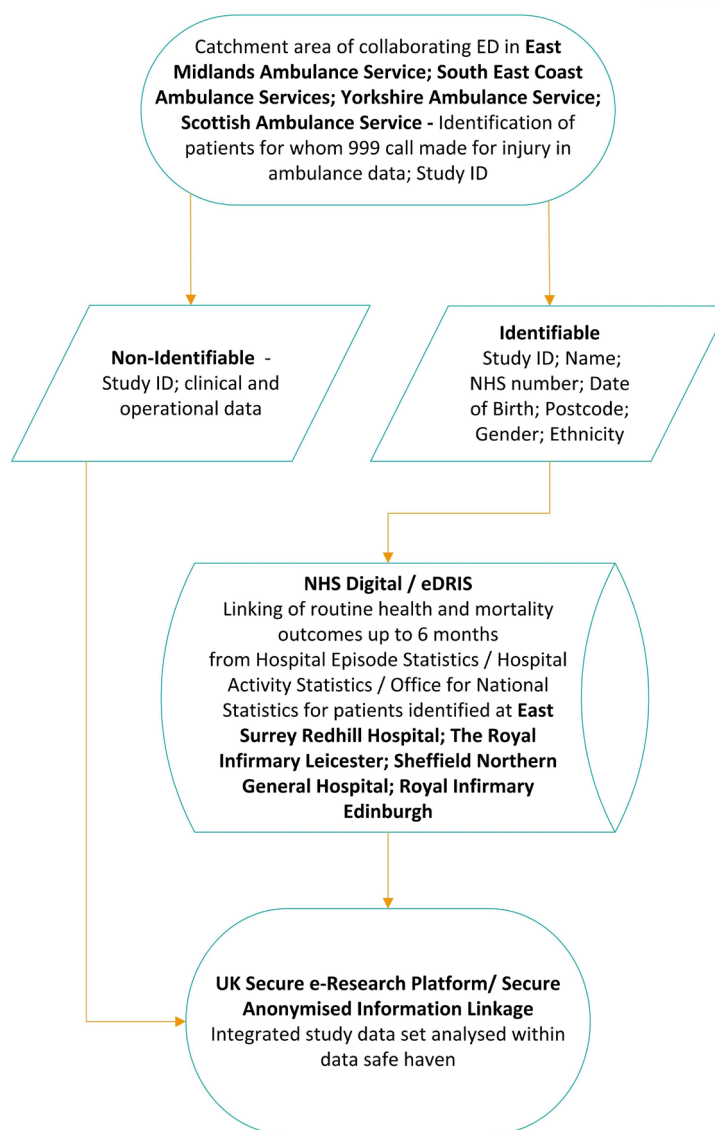 Catchment area of collaborating ED in East
Midlands Ambulance Service; South East Coast
Ambulance Services; Yorkshire Ambulance Service;
Scottish Ambulance Service - Identification of
patients for whom 999 call made for injury in
ambulance data; Study ID
Non-Identifiable -
Study ID; clinical and
operational data
Identifiable
Study ID; Name;
NHS number; Date
of Birth; Postcode;
Gender; Ethnicity
NHS Digital / eDRIS
Linking of routine health and mortality
outcomes up to 6 months
from Hospital Episode Statistics / Hospital
Activity Statistics / Office for National
Statistics for patients identified at East
Surrey Redhill Hospital; The Royal
Infirmary Leicester; Sheffield Northern
General Hospital; Royal Infirmary
Edinburgh
UK Secure e-Research Platform/ Secure
Anonymised Information Linkage
Integrated study data set analysed within
data safe haven